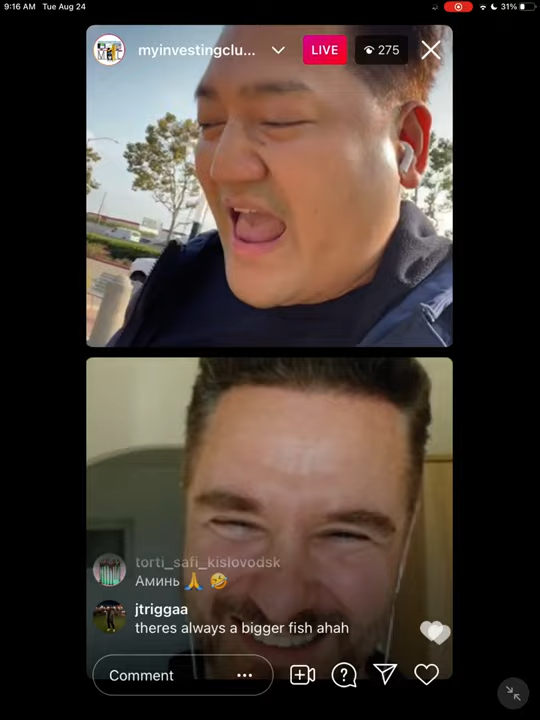 9:16 AM Tue Aug 24
31%
myinvestingclu...
LIVE
275
torti_safi_kislovodsk
Аминь 🙏 🤣
jtriggaa
theres always a bigger fish ahah
Comment